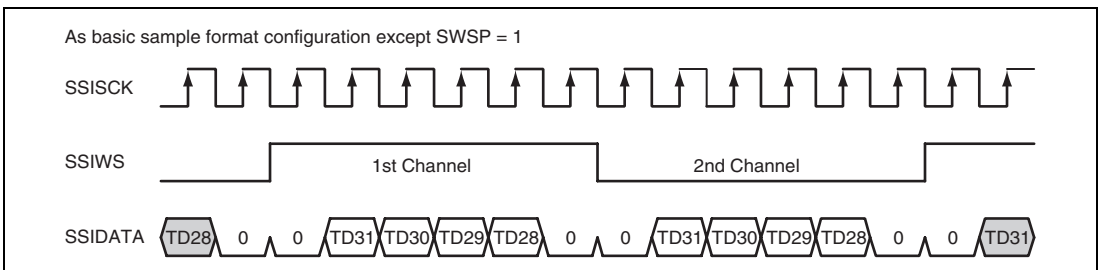 As basic sample format configuration except SWSP = 1
SSISCK
SSIWS 1st Channel 2nd Channel
SSIDATA TD28 0 0 TD31 TD30 TD29 TD28 0 0 TD31 TD30 TD29 TD28 0 0 TD31